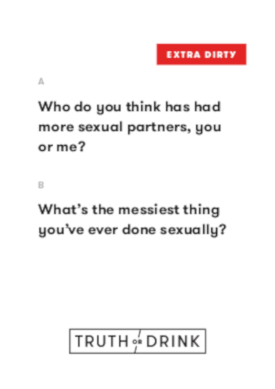 EXTRA DIRTY
A
Who do you think has had
more sexual partners, you
or me?
B
What's the messiest thing
you've ever done sexually?
TRUTH OR DRINK